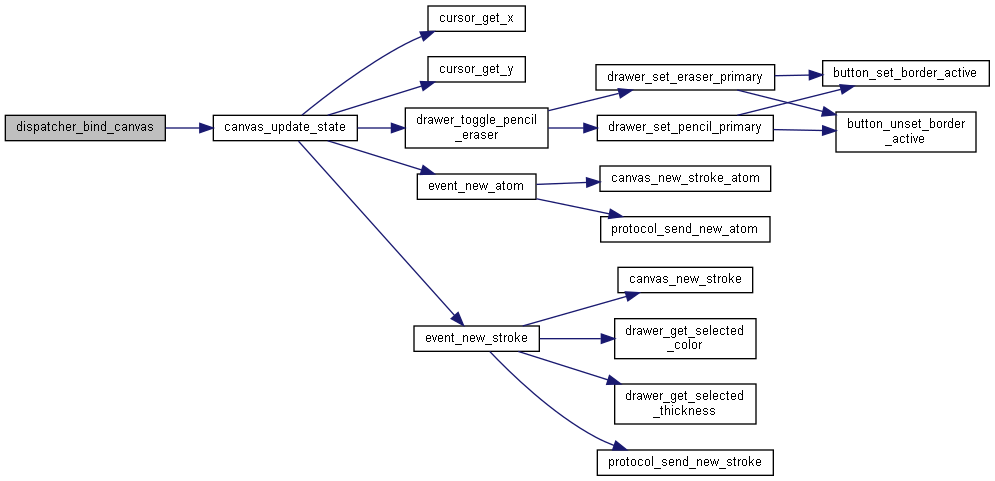 cursor_get_x
cursor_get_y
drawer_set_eraser_primary
button_set_border_active
dispatcher_bind_canvas
canvas_update_state
drawer_toggle_pencil
_eraser
drawer_set_pencil_primary
button_unset_border
_active
event_new_atom
canvas_new_stroke_atom
protocol_send_new_atom
canvas_new_stroke
event_new_stroke
drawer_get_selected
_color
drawer_get_selected
_thickness
protocol_send_new_stroke